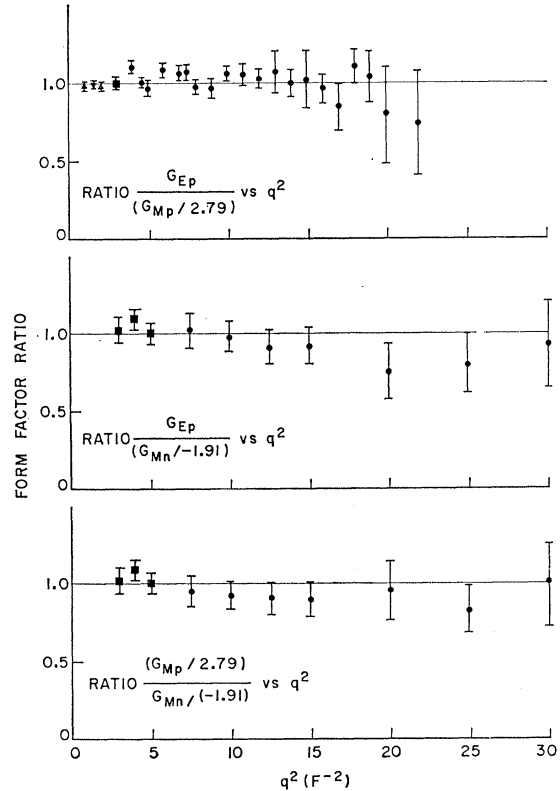 1.0
0.5
0
RATIO G_Ep / (G_Mp / 2.79) vs q²
1.0
0.5
0
RATIO G_Ep / (G_Mn / -1.91) vs q²
FORM FACTOR RATIO
1.0
0.5
0
RATIO (G_Mp / 2.79) / G_Mn / (-1.91) vs q²
0 5 10 15 20 25 30
q² (F⁻²)